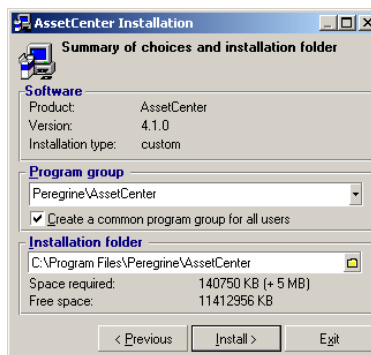 AssetCenter Installation
Summary of choices and installation folder
Software
Product: AssetCenter
Version: 4.1.0
Installation type: custom
Program group
Peregrine\AssetCenter
Create a common program group for all users
Installation folder
C:\Program Files\Peregrine\AssetCenter
Space required: 140750 KB (+ 5 MB)
Free space: 11412956 KB
< Previous Install > Exit